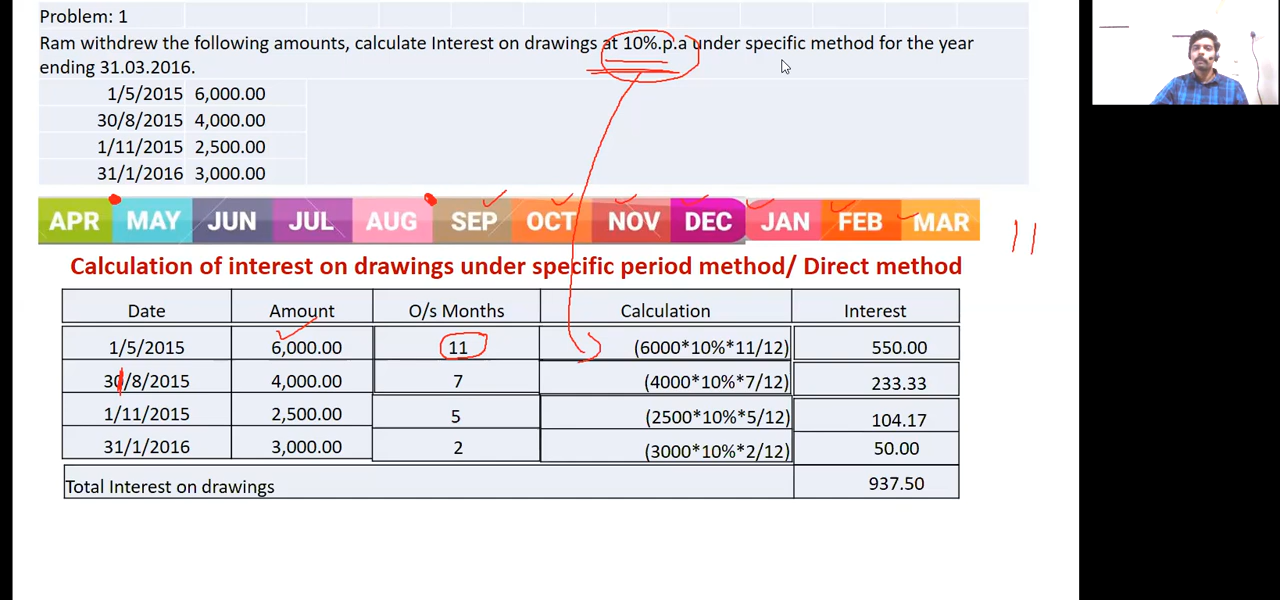 Problem: 1
Ram withdrew the following amounts, calculate Interest on drawings at 10%.p.a under specific method for the year
ending 31.03.2016.
1/5/2015 6,000.00
30/8/2015 4,000.00
1/11/2015 2,500.00
31/1/2016 3,000.00
APR MAY JUN JUL AUG SEP OCT NOV DEC JAN FEB MAR
11
Calculation of interest on drawings under specific period method/ Direct method
Date Amount O/s Months Calculation Interest
1/5/2015 6,000.00 11 (6000*10%*11/12) 550.00
30/8/2015 4,000.00 7 (4000*10%*7/12) 233.33
1/11/2015 2,500.00 5 (2500*10%*5/12) 104.17
31/1/2016 3,000.00 2 (3000*10%*2/12) 50.00
Total Interest on drawings 937.50